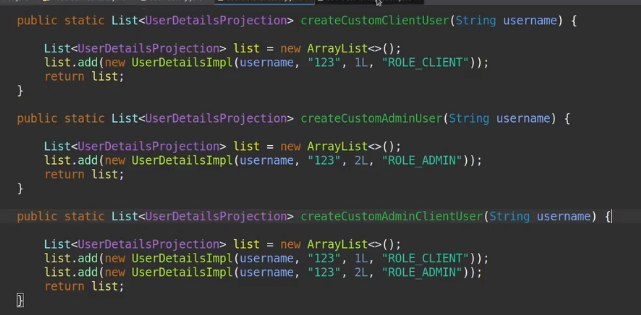 public static List<UserDetailsProjection> createCustomClientUser(String username) {
List<UserDetailsProjection> list = new ArrayList<>();
list.add(new UserDetailsImpl(username, "123", 1L, "ROLE_CLIENT"));
return list;
}
public static List<UserDetailsProjection> createCustomAdminUser(String username) {
List<UserDetailsProjection> list = new ArrayList<>();
list.add(new UserDetailsImpl(username, "123", 2L, "ROLE_ADMIN"));
return list;
}
public static List<UserDetailsProjection> createCustomAdminClientUser(String username) {
List<UserDetailsProjection> list = new ArrayList<>();
list.add(new UserDetailsImpl(username, "123", 1L, "ROLE_CLIENT"));
list.add(new UserDetailsImpl(username, "123", 2L, "ROLE_ADMIN"));
return list;
}